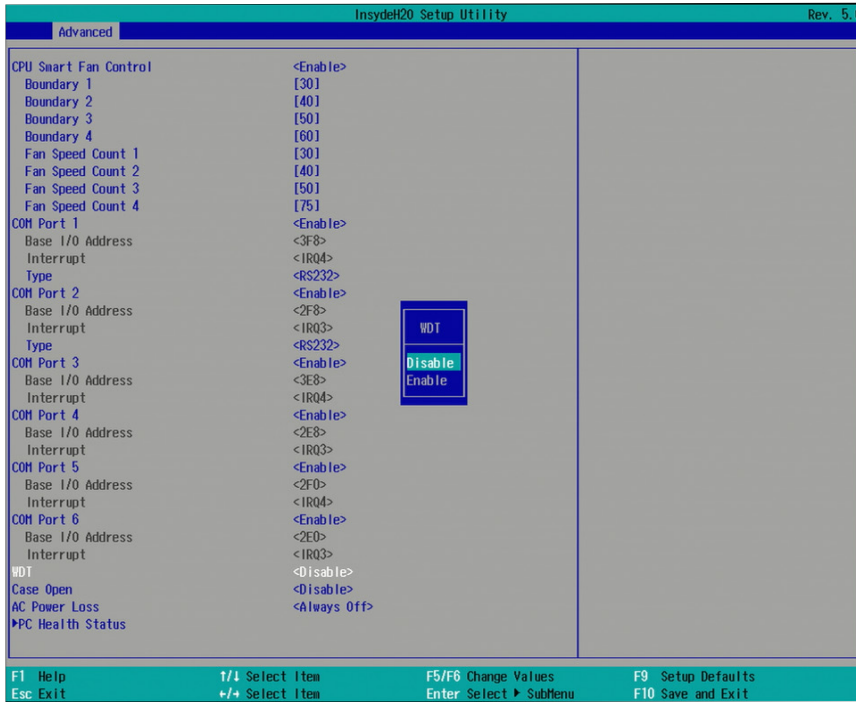 InsydeH20 Setup Utility Rev. 5.
Advanced
CPU Smart Fan Control <Enable>
Boundary 1 [30]
Boundary 2 [40]
Boundary 3 [50]
Boundary 4 [60]
Fan Speed Count 1 [30]
Fan Speed Count 2 [40]
Fan Speed Count 3 [50]
Fan Speed Count 4 [75]
COM Port 1 <Enable>
Base I/O Address <3F8>
Interrupt <IRQ4>
Type <RS232>
COM Port 2 <Enable>
Base I/O Address <2F8>
Interrupt <IRQ3>
Type <RS232>
COM Port 3 <Enable>
Base I/O Address <3E8>
Interrupt <IRQ4>
COM Port 4 <Enable>
Base I/O Address <2E8>
Interrupt <IRQ3>
COM Port 5 <Enable>
Base I/O Address <2F0>
Interrupt <IRQ4>
COM Port 6 <Enable>
Base I/O Address <2E0>
Interrupt <IRQ3>
WDT <Disable>
Case Open <Disable>
AC Power Loss <Always Off>
▶PC Health Status
WDT
Disable
Enable
F1 Help ↑/↓ Select Item F5/F6 Change Values F9 Setup Defaults
Esc Exit ←/→ Select Item Enter Select ▶ SubMenu F10 Save and Exit